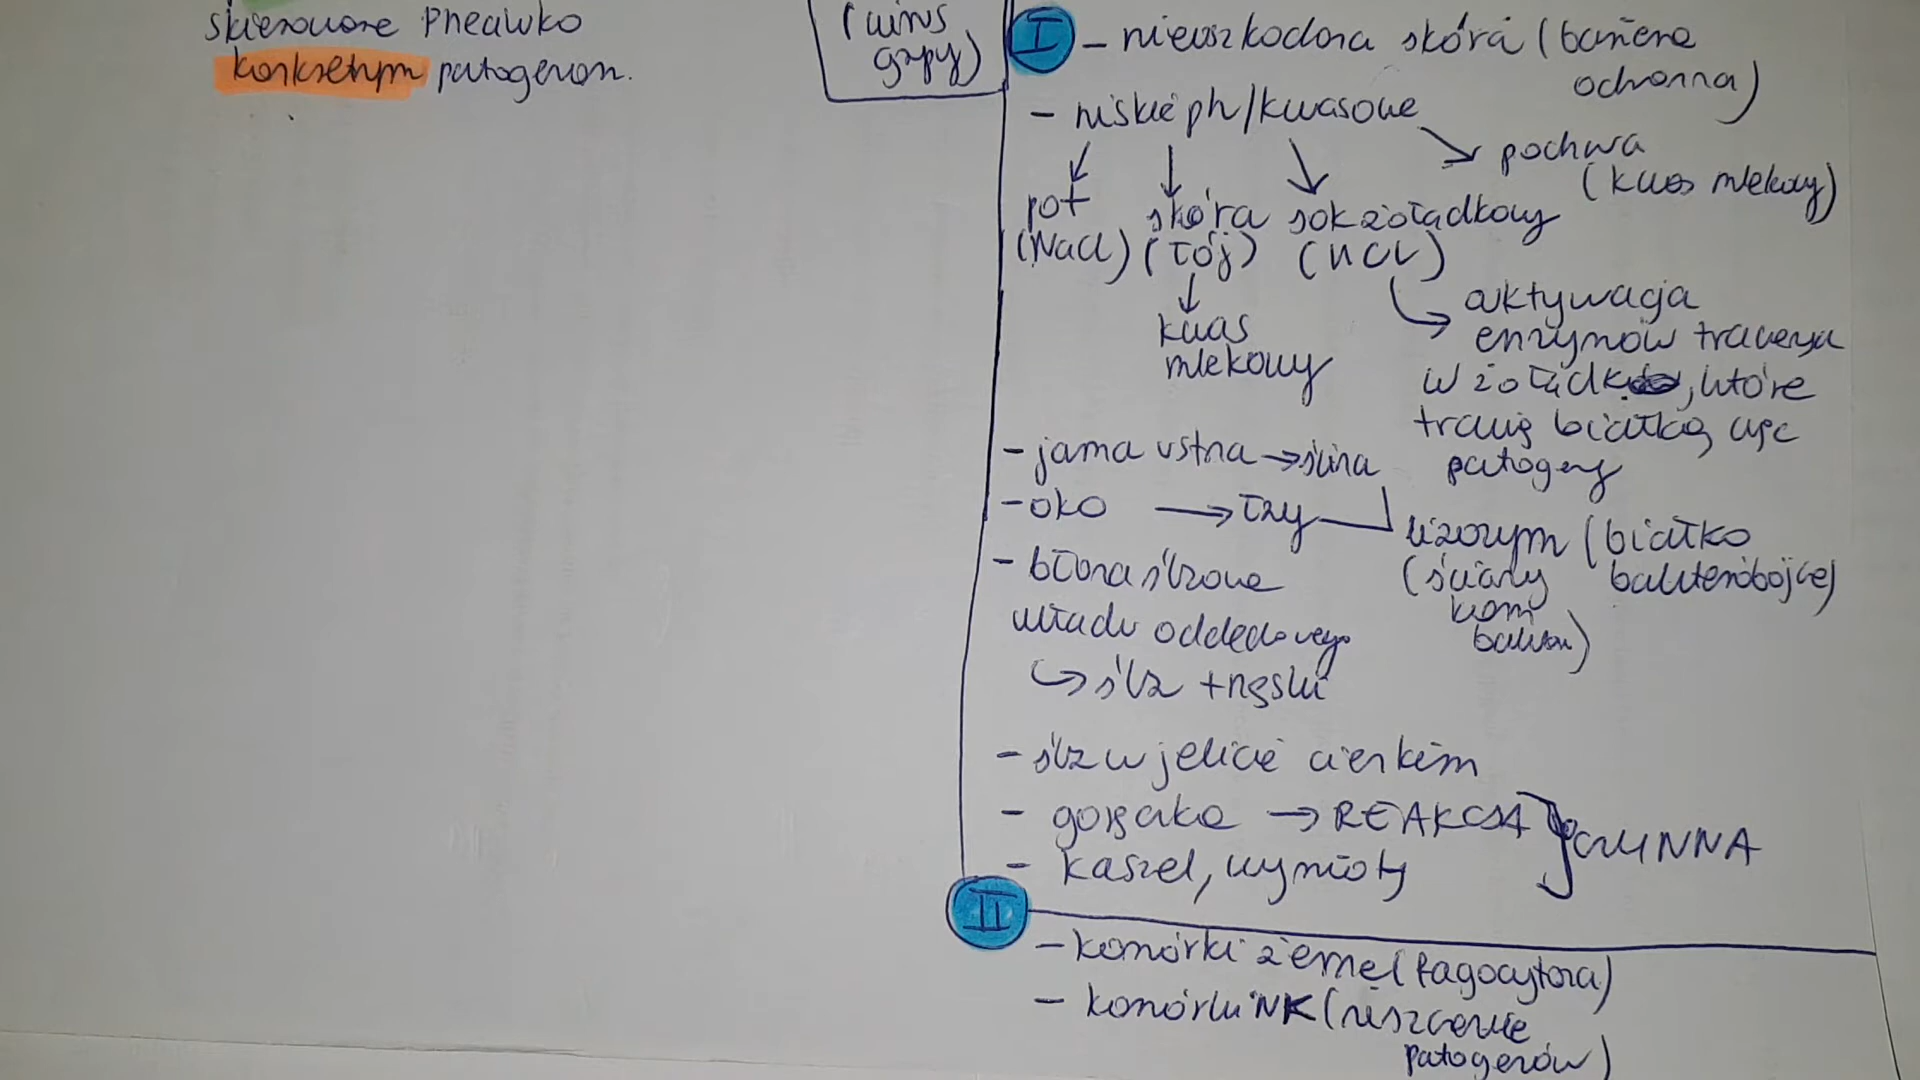 skierowane przeciwko
konkretnym patogenom.
(wirus
grypy)
I - nieuszkodzona skóra (bariera
ochronna)
- niskie ph/kwasowe
pochwa
(kwas mlekowy)
pot skóra sok żołądkowy
(NaCl) (łój) (HCl)
kwas
mlekowy
aktywacja
enzymów trawienia
w żołądku, które
trawią białka, więc
patogeny
- jama ustna → ślina
- oko → łzy
lizozym (białko
bakteriobójcze)
(ściany
kom
bakterii)
- błona śluzowa
układu oddechowego
↳ śluz + rzęski
- śluz w jelicie cienkim
- gorączka → REAKCJA
OCHRONNA
- kaszel, wymioty
II
- komórki żerne (fagocytoza)
- komórki NK (niszczenie
patogenów)